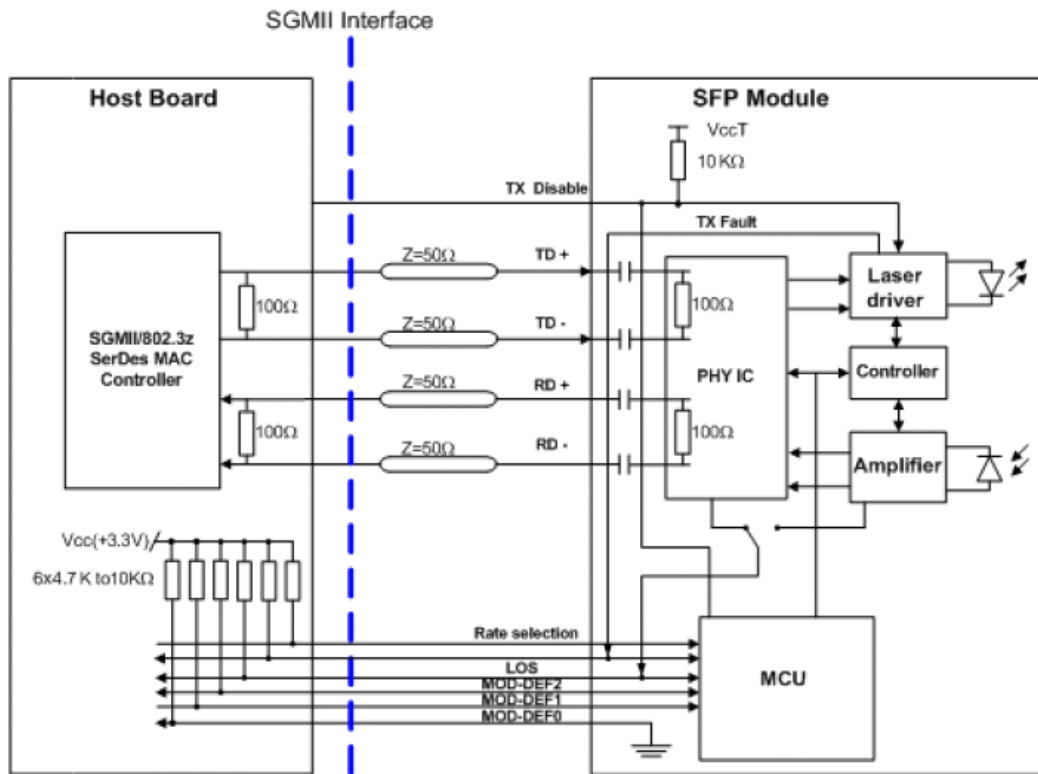 SGMII Interface
Host Board
SFP Module
VccT
10 KΩ
TX Disable
TX Fault
Z=50Ω
TD +
Laser
driver
100Ω
100Ω
Z=50Ω
TD -
SGMII/802.3z
SerDes MAC
Controller
PHY IC
Controller
Z=50Ω
RD +
100Ω
100Ω
Z=50Ω
RD -
Amplifier
Vcc(+3.3V)
6x4.7 K to10KΩ
Rate selection
LOS
MOD-DEF2
MOD-DEF1
MOD-DEF0
MCU